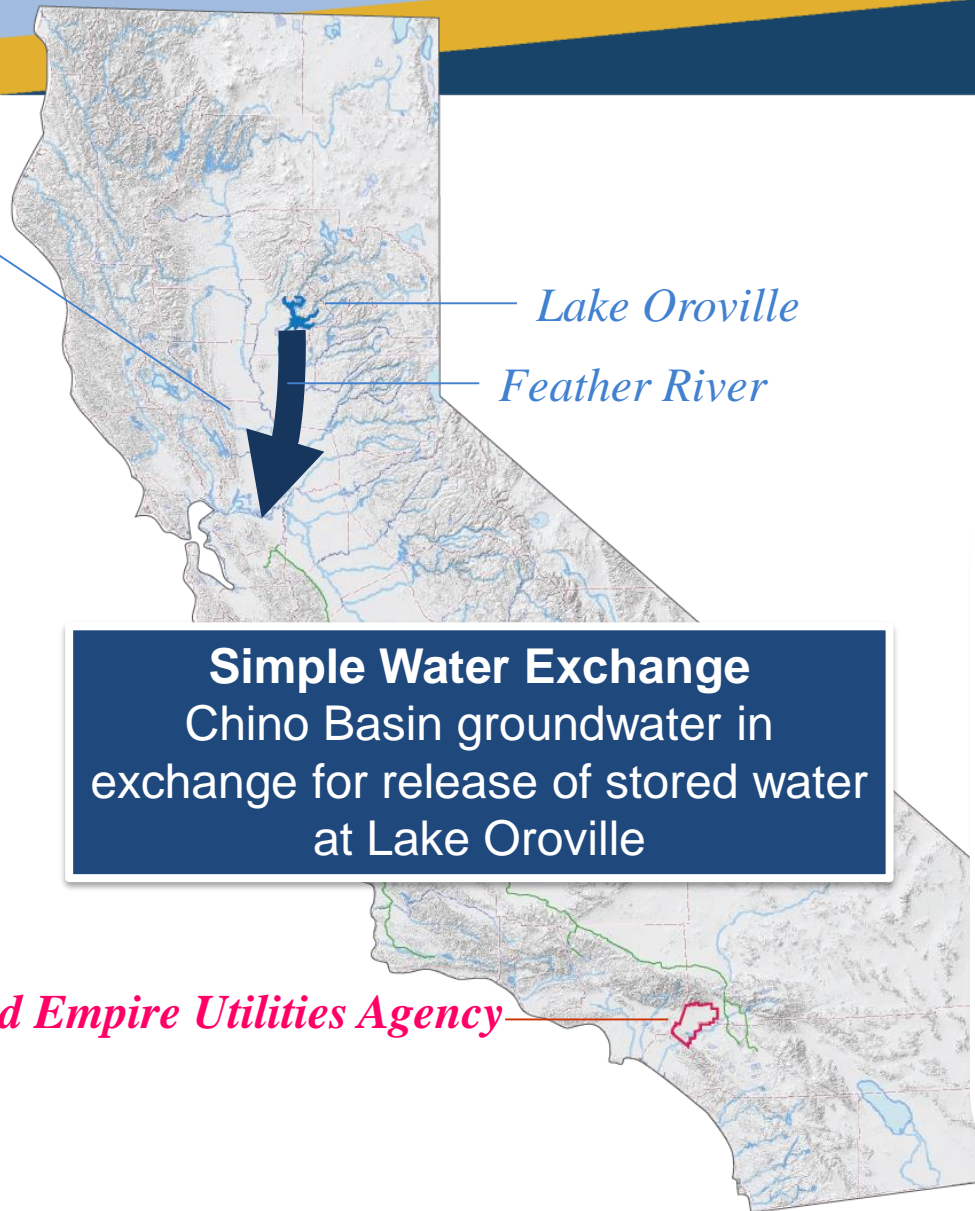 Lake Oroville
Feather River
Simple Water Exchange
Chino Basin groundwater in
exchange for release of stored water
at Lake Oroville
d Empire Utilities Agency